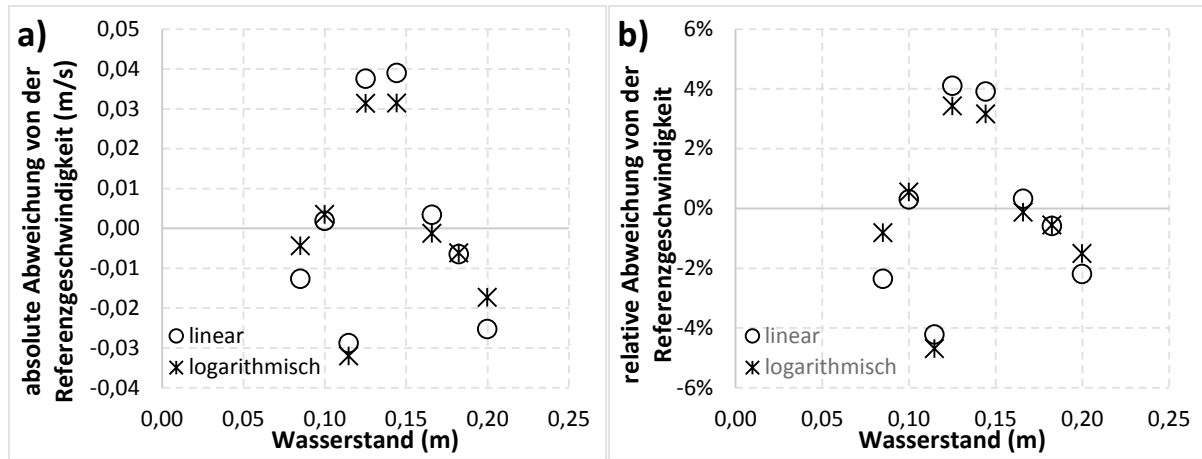 a)
absolute Abweichung von der
Referenzgeschwindigkeit (m/s)
0,05
0,04
0,03
0,02
0,01
0,00
-0,01
-0,02
-0,03
-0,04
linear
logarithmisch
0,00 0,05 0,10 0,15 0,20 0,25
Wasserstand (m)
b)
relative Abweichung von der
Referenzgeschwindigkeit
6%
4%
2%
0%
-2%
-4%
-6%
linear
logarithmisch
0,00 0,05 0,10 0,15 0,20 0,25
Wasserstand (m)